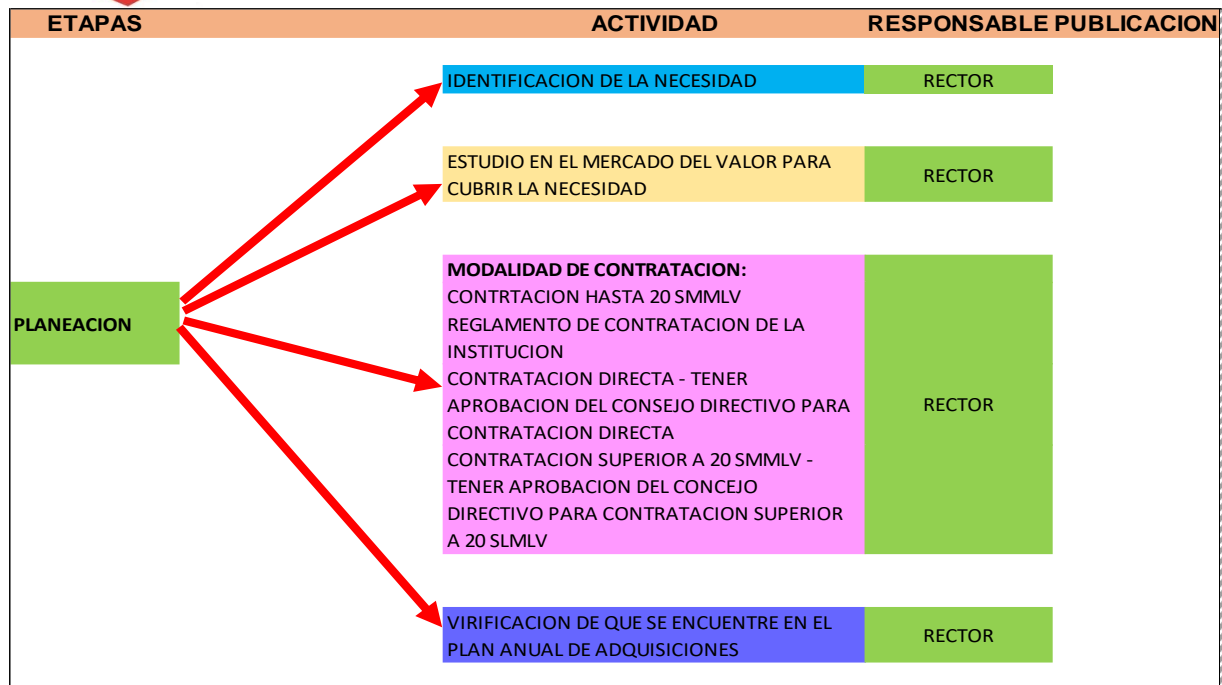 ETAPAS ACTIVIDAD RESPONSABLE PUBLICACION
IDENTIFICACION DE LA NECESIDAD RECTOR
ESTUDIO EN EL MERCADO DEL VALOR PARA
CUBRIR LA NECESIDAD
RECTOR
PLANEACION
MODALIDAD DE CONTRATACION:
CONTRTACION HASTA 20 SMMLV
REGLAMENTO DE CONTRATACION DE LA
INSTITUCION
CONTRATACION DIRECTA - TENER
APROBACION DEL CONSEJO DIRECTIVO PARA
CONTRATACION DIRECTA
CONTRATACION SUPERIOR A 20 SMMLV -
TENER APROBACION DEL CONCEJO
DIRECTIVO PARA CONTRATACION SUPERIOR
A 20 SLMLV
RECTOR
VIRIFICACION DE QUE SE ENCUENTRE EN EL
PLAN ANUAL DE ADQUISICIONES
RECTOR